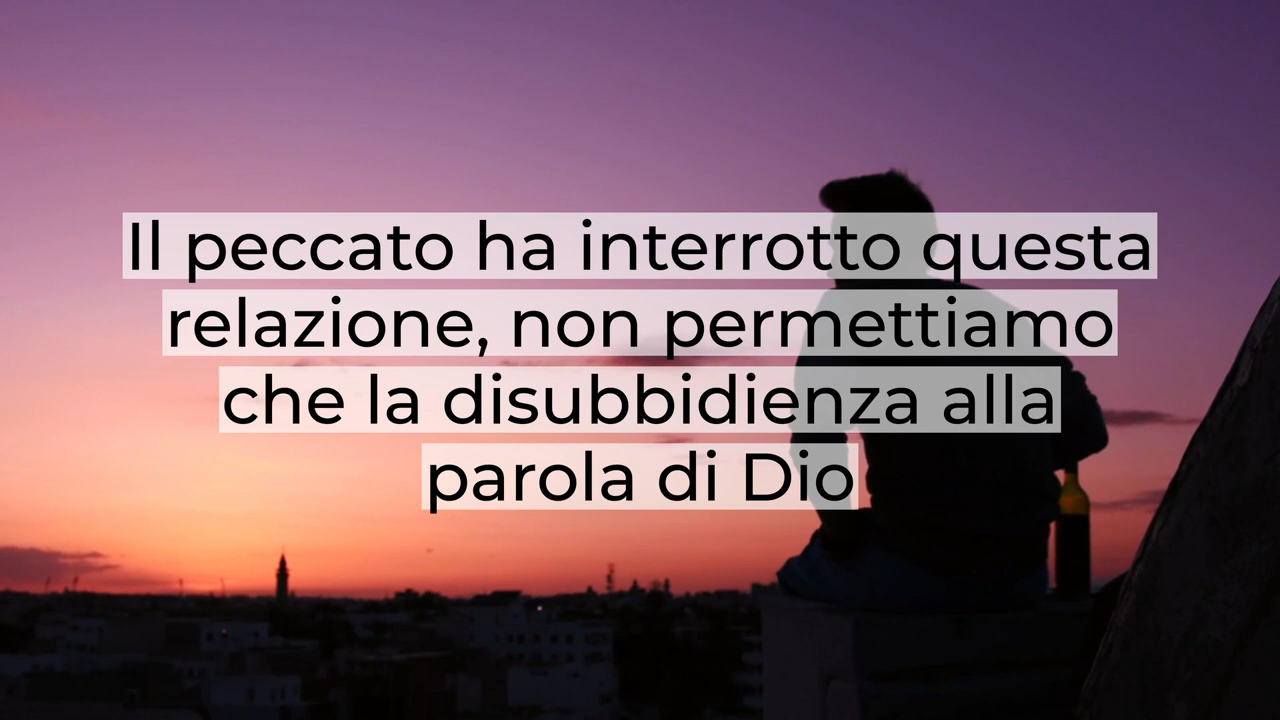 Il peccato ha interrotto questa
relazione, non permettiamo
che la disubbidienza alla
parola di Dio